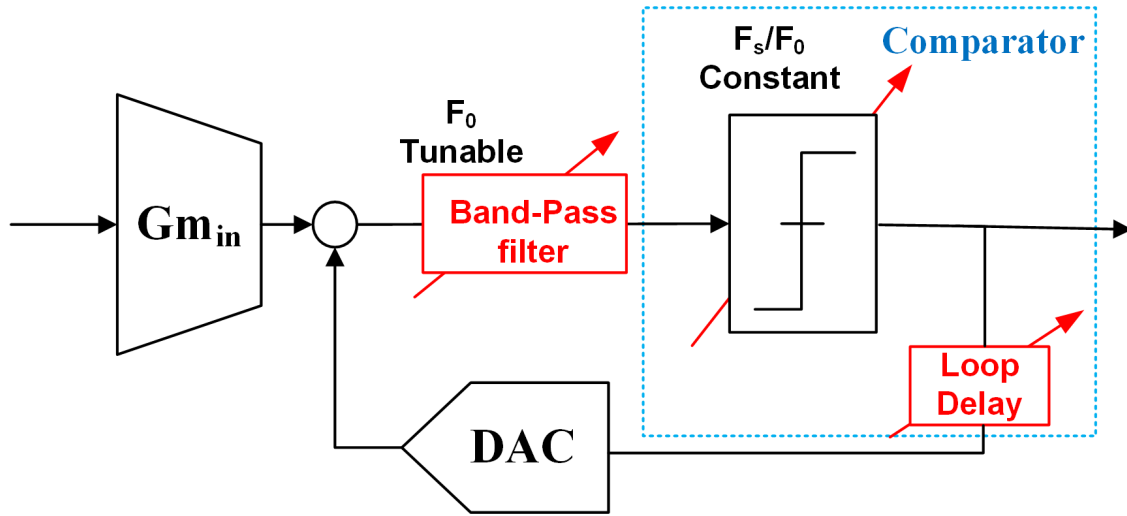 F₀
Tunable
Fₛ/F₀
Constant
Comparator
Gmᵢₙ
Band-Pass
filter
Loop
Delay
DAC